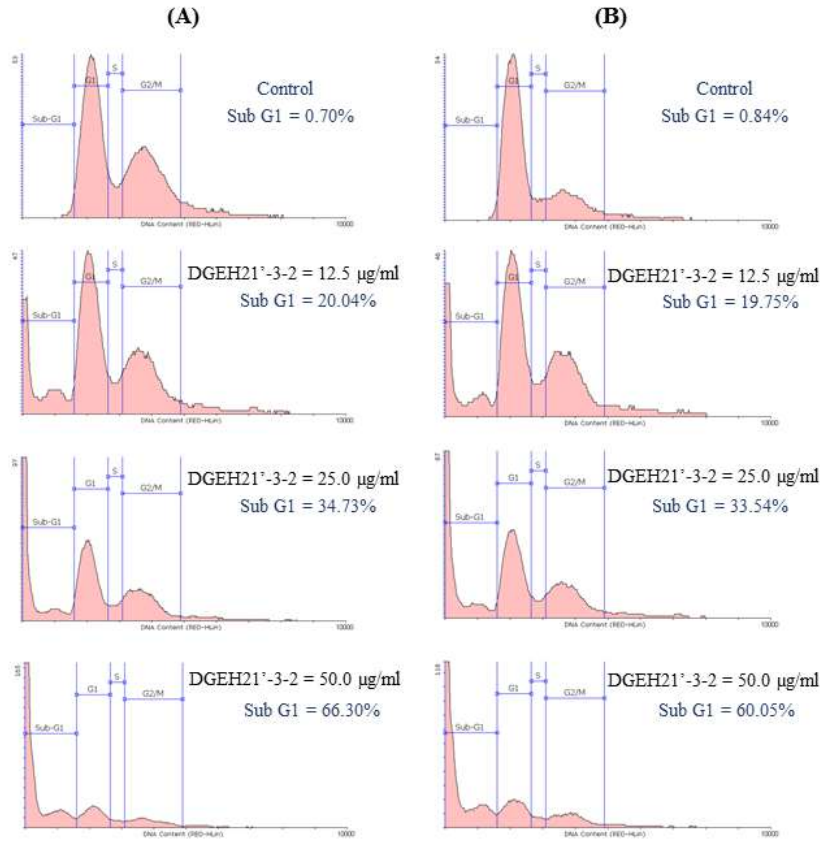 (A)
(B)
53
Sub-G1
G1
S
G2/M
Control
Sub G1 = 0.70%
DNA Content (RED-HLin)
10000
54
Sub-G1
G1
S
G2/M
Control
Sub G1 = 0.84%
DNA Content (RED-HLin)
10000
47
Sub-G1
G1
S
G2/M
DGEH21’-3-2 = 12.5 µg/ml
Sub G1 = 20.04%
DNA Content (RED-HLin)
10000
46
Sub-G1
G1
S
G2/M
DGEH21’-3-2 = 12.5 µg/ml
Sub G1 = 19.75%
DNA Content (RED-HLin)
10000
97
Sub-G1
G1
S
G2/M
DGEH21’-3-2 = 25.0 µg/ml
Sub G1 = 34.73%
DNA Content (RED-HLin)
10000
Sub-G1
G1
S
G2/M
DGEH21’-3-2 = 25.0 µg/ml
Sub G1 = 33.54%
DNA Content (RED-HLin)
10000
Sub-G1
G1
S
G2/M
DGEH21’-3-2 = 50.0 µg/ml
Sub G1 = 66.30%
DNA Content (RED-HLin)
10000
Sub-G1
G1
S
G2/M
DGEH21’-3-2 = 50.0 µg/ml
Sub G1 = 60.05%
DNA Content (RED-HLin)
10000